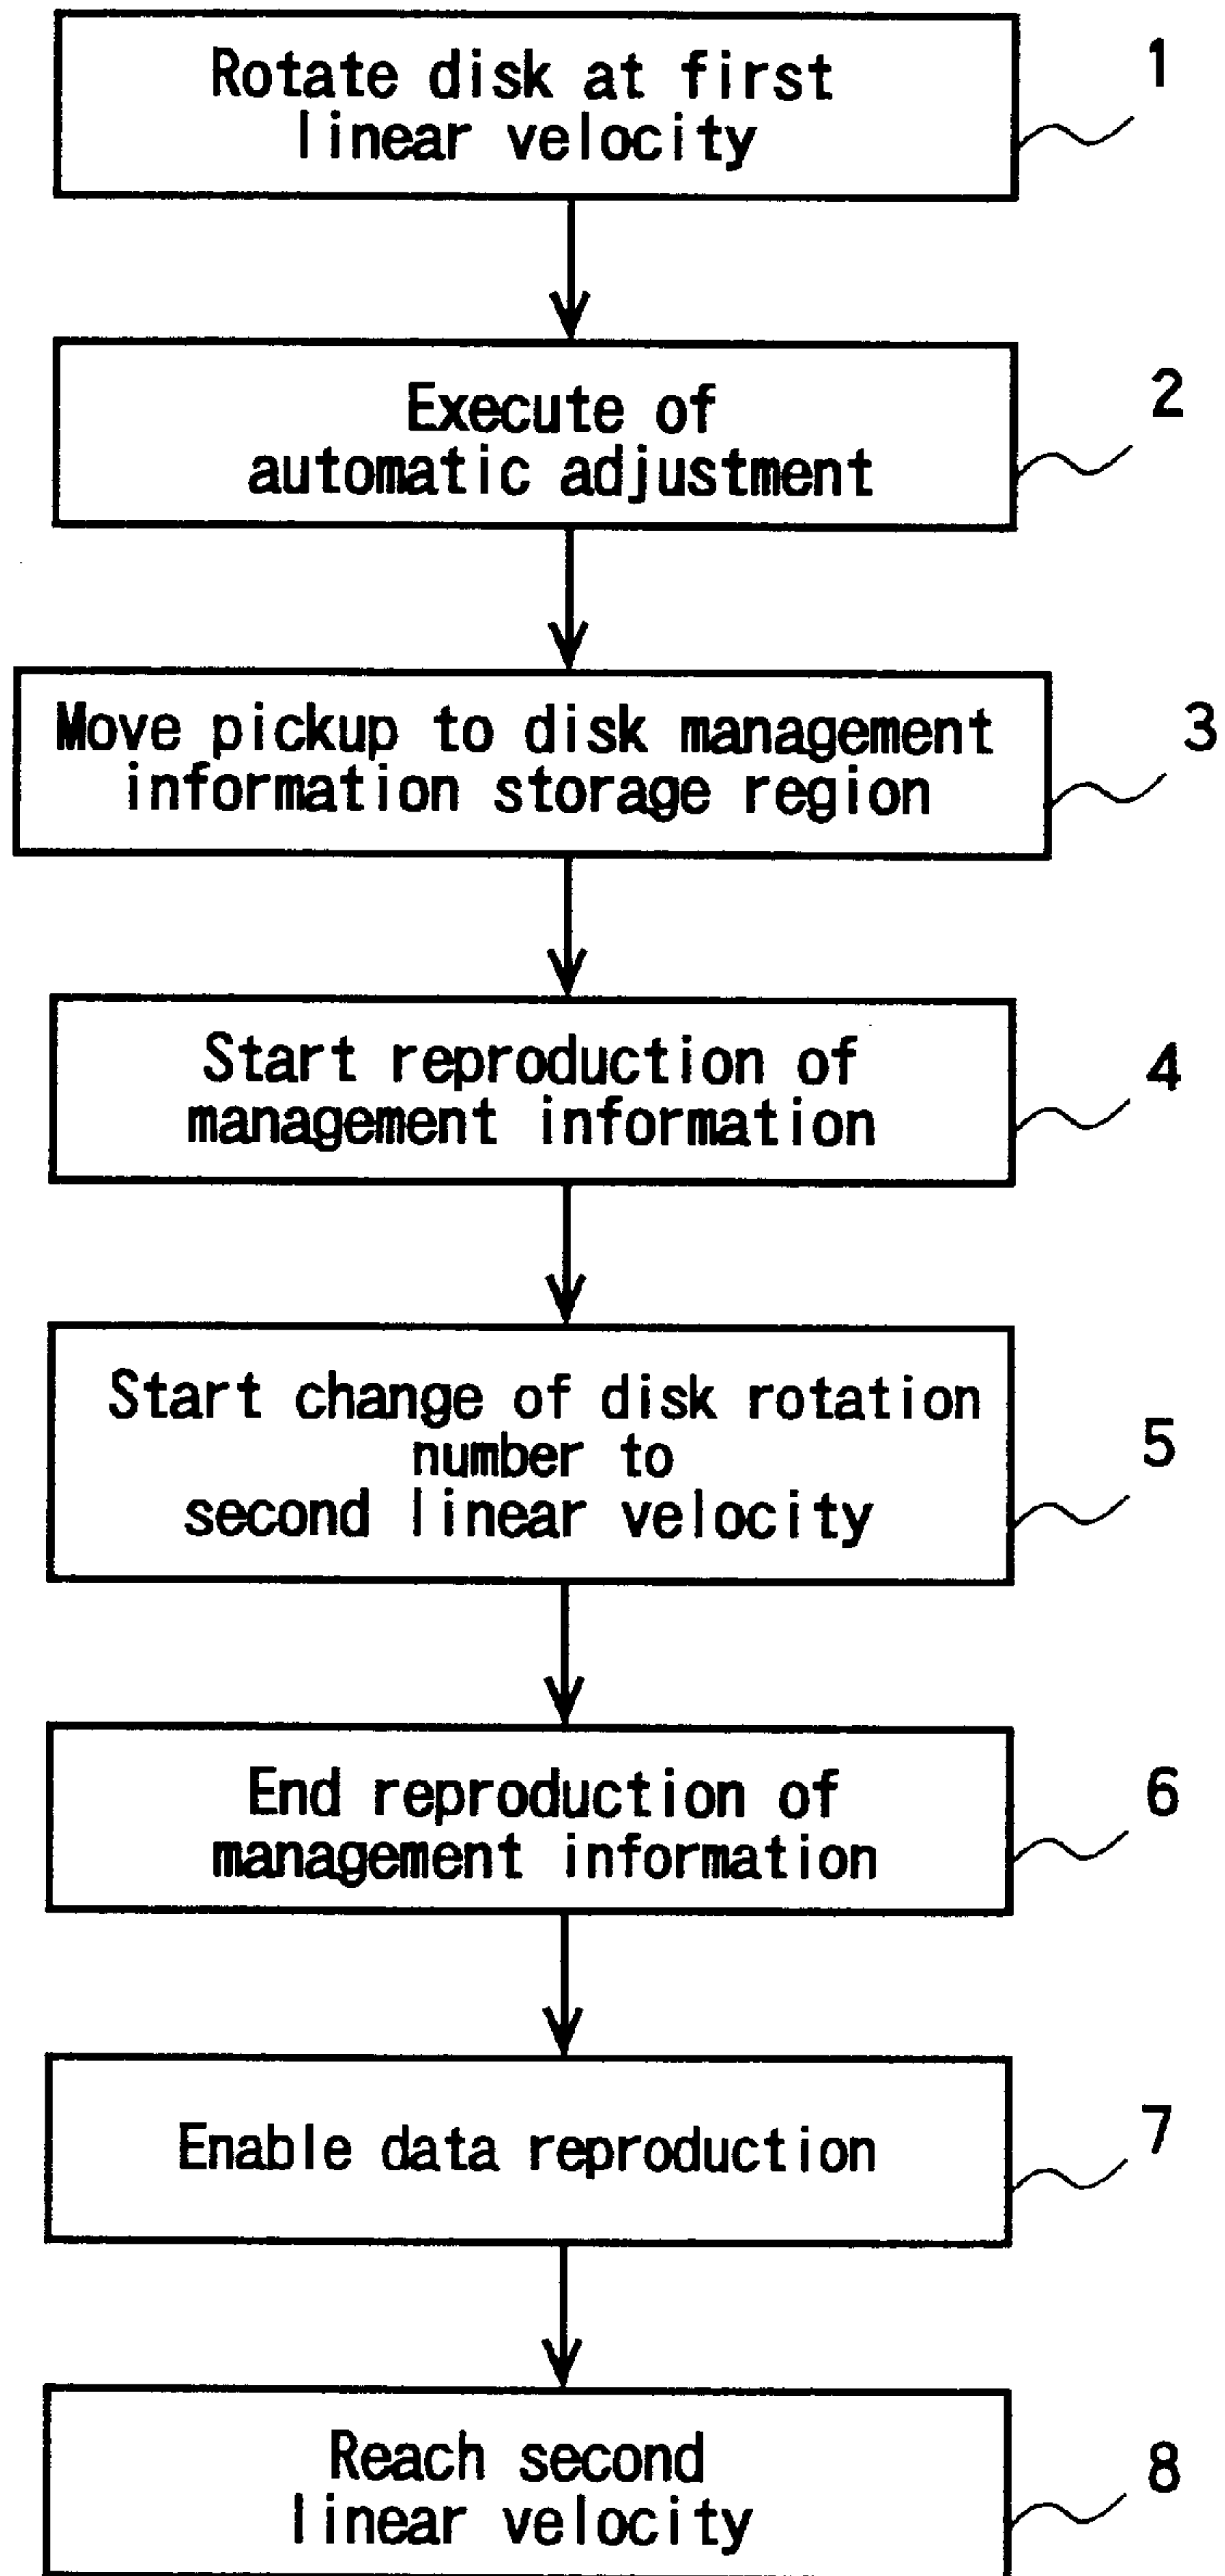 Rotate disk at first
linear velocity
1
Execute of
automatic adjustment
2
Move pickup to disk management
information storage region
3
Start reproduction of
management information
4
Start change of disk rotation
number to
second linear velocity
5
End reproduction of
management information
6
Enable data reproduction
7
Reach second
linear velocity
8